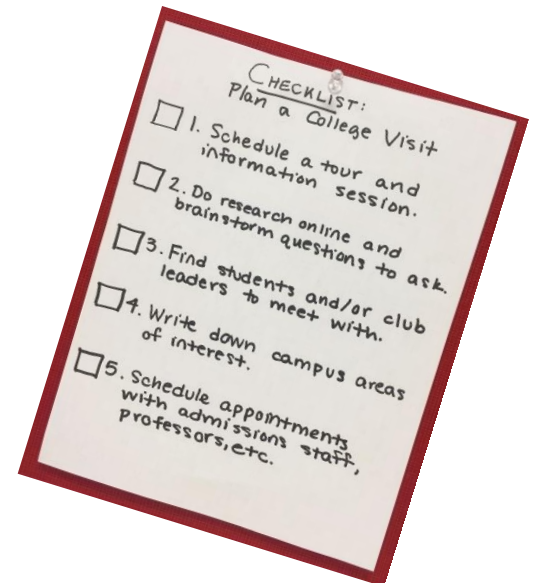 CHECKLIST:
Plan a College Visit
1. Schedule a tour and
information session.
2. Do research online and
brainstorm questions to ask.
3. Find students and/or club
leaders to meet with.
4. Write down campus areas
of interest.
5. Schedule appointments
with admissions staff,
professors, etc.